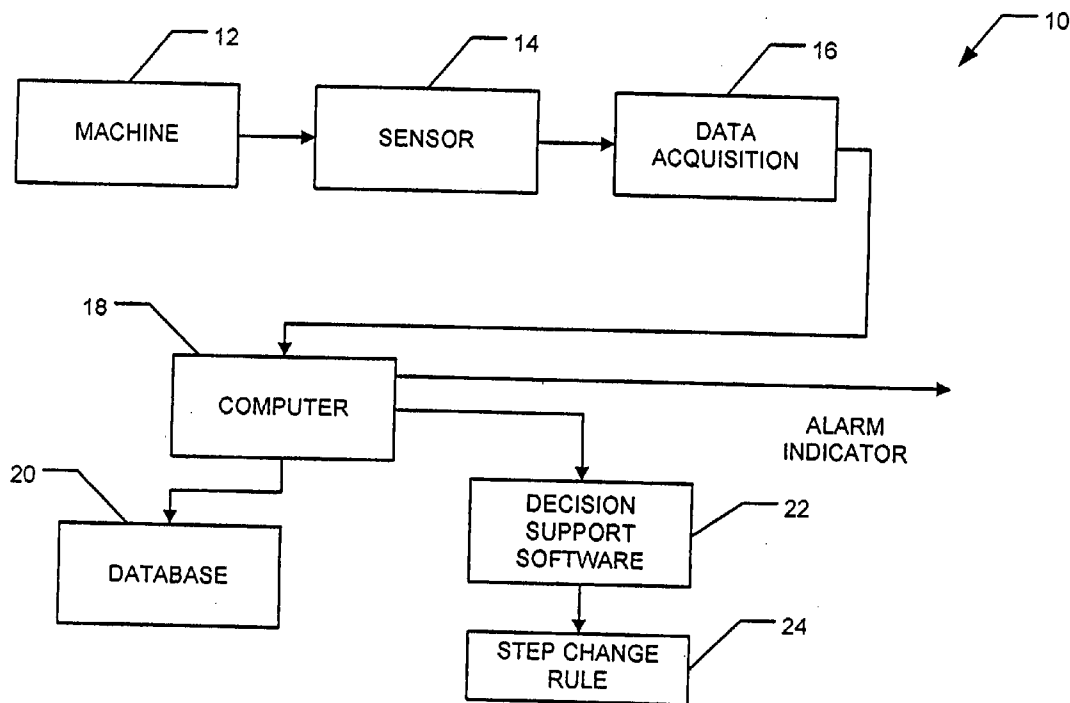 10
12
14
16
MACHINE
SENSOR
DATA
ACQUISITION
18
COMPUTER
ALARM
INDICATOR
20
DATABASE
DECISION
SUPPORT
SOFTWARE
22
STEP CHANGE
RULE
24